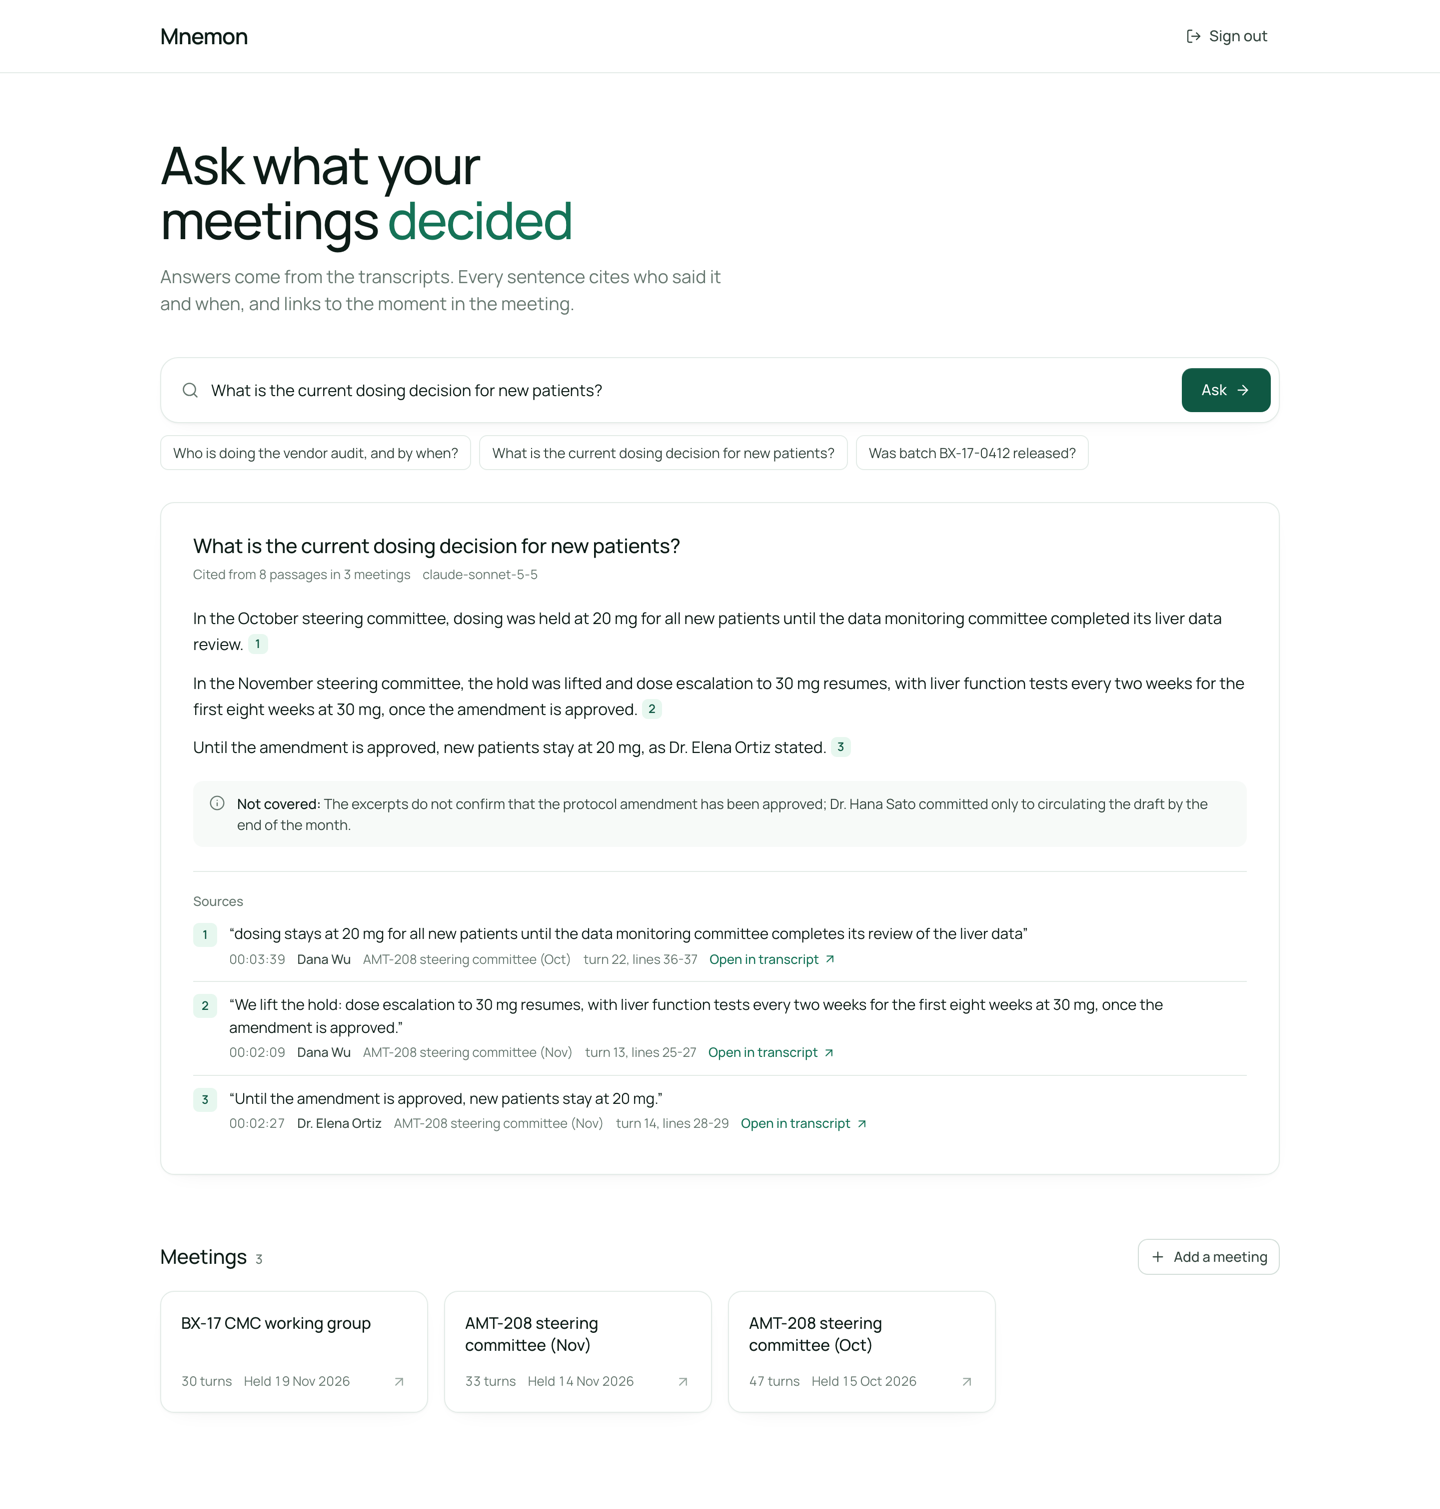 Mnemon
Sign out
Ask what your
meetings decided
Answers come from the transcripts. Every sentence cites who said it
and when, and links to the moment in the meeting.
What is the current dosing decision for new patients?
Ask
Who is doing the vendor audit, and by when?
What is the current dosing decision for new patients?
Was batch BX-17-0412 released?
What is the current dosing decision for new patients?
Cited from 8 passages in 3 meetings claude-sonnet-5-5
In the October steering committee, dosing was held at 20 mg for all new patients until the data monitoring committee completed its liver data
review. 1
In the November steering committee, the hold was lifted and dose escalation to 30 mg resumes, with liver function tests every two weeks for the
first eight weeks at 30 mg, once the amendment is approved. 2
Until the amendment is approved, new patients stay at 20 mg, as Dr. Elena Ortiz stated. 3
Not covered: The excerpts do not confirm that the protocol amendment has been approved; Dr. Hana Sato committed only to circulating the draft by the
end of the month.
Sources
1 “dosing stays at 20 mg for all new patients until the data monitoring committee completes its review of the liver data”
00:03:39 Dana Wu AMT-208 steering committee (Oct) turn 22, lines 36-37 Open in transcript
2 “We lift the hold: dose escalation to 30 mg resumes, with liver function tests every two weeks for the first eight weeks at 30 mg, once the
amendment is approved.”
00:02:09 Dana Wu AMT-208 steering committee (Nov) turn 13, lines 25-27 Open in transcript
3 “Until the amendment is approved, new patients stay at 20 mg.”
00:02:27 Dr. Elena Ortiz AMT-208 steering committee (Nov) turn 14, lines 28-29 Open in transcript
Meetings 3
Add a meeting
BX-17 CMC working group
30 turns Held 19 Nov 2026
AMT-208 steering
committee (Nov)
33 turns Held 14 Nov 2026
AMT-208 steering
committee (Oct)
47 turns Held 15 Oct 2026